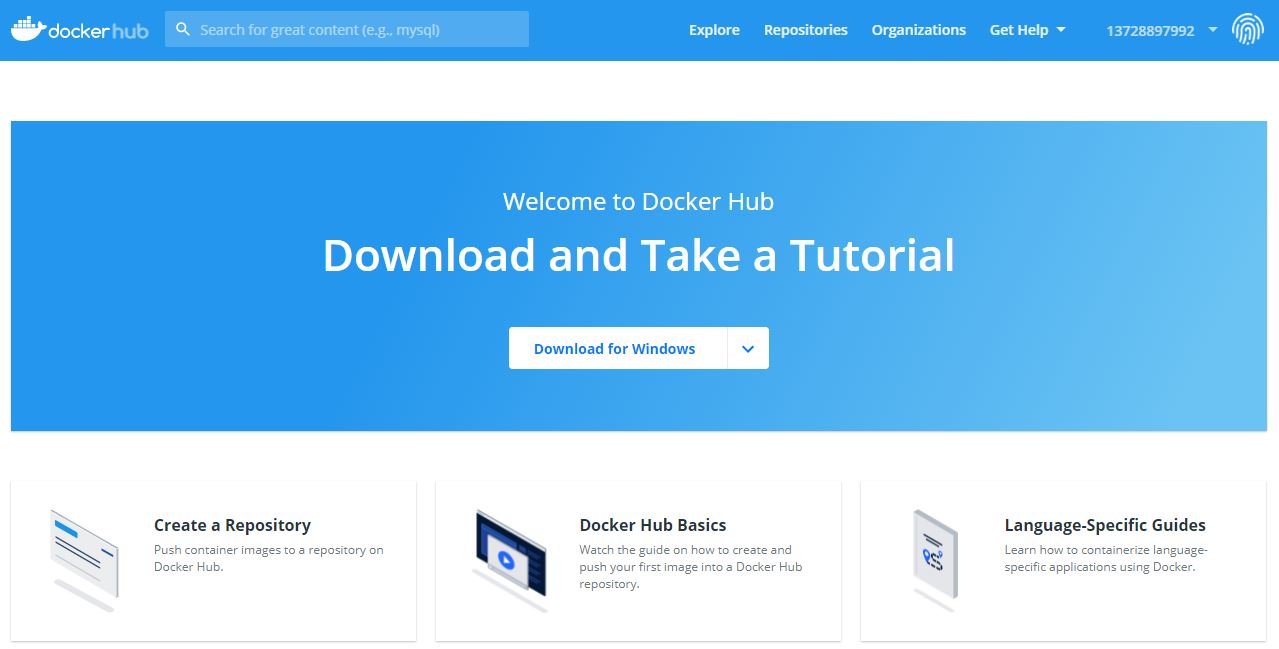 docker hub
Search for great content (e.g., mysql)
Explore
Repositories
Organizations
Get Help
13728897992
Welcome to Docker Hub
Download and Take a Tutorial
Download for Windows
Create a Repository
Push container images to a repository on
Docker Hub.
Docker Hub Basics
Watch the guide on how to create and
push your first image into a Docker Hub
repository.
Language-Specific Guides
Learn how to containerize language-
specific applications using Docker.